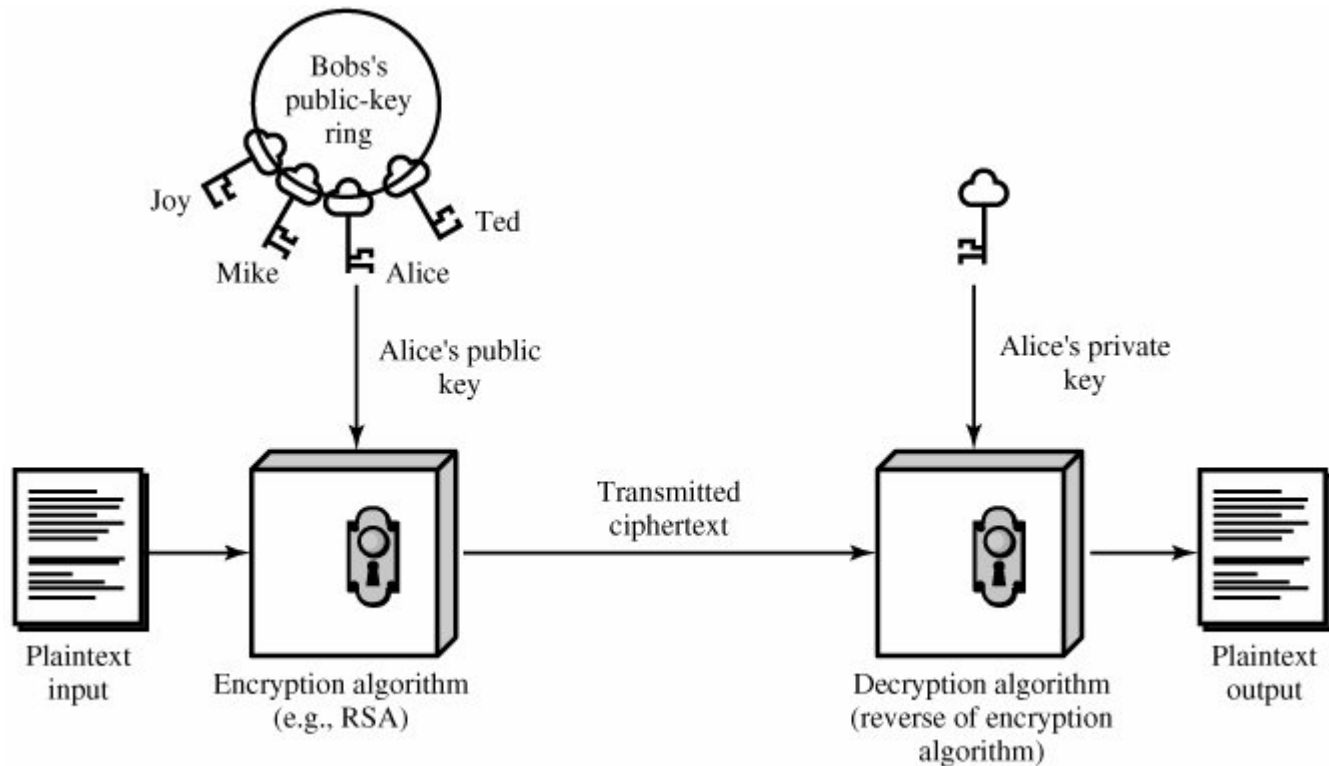 Bobs's
public-key
ring
Joy
Mike
Alice
Ted
Alice's public
key
Alice's private
key
Transmitted
ciphertext
Plaintext
input
Encryption algorithm
(e.g., RSA)
Decryption algorithm
(reverse of encryption
algorithm)
Plaintext
output